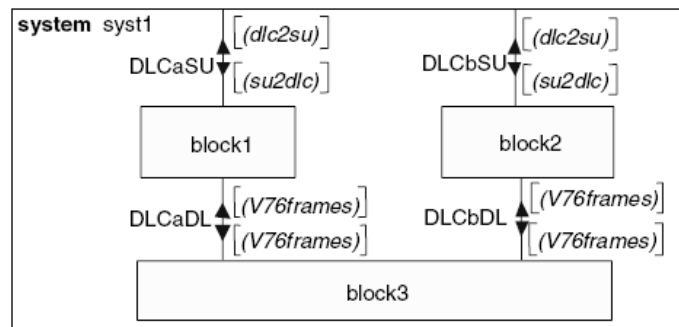 system syst1
[(dlc2su)]
DLCaSU
[(su2dlc)]
[(dlc2su)]
DLCbSU
[(su2dlc)]
block1
block2
[(V76frames)]
DLCaDL
[(V76frames)]
[(V76frames)]
DLCbDL
[(V76frames)]
block3